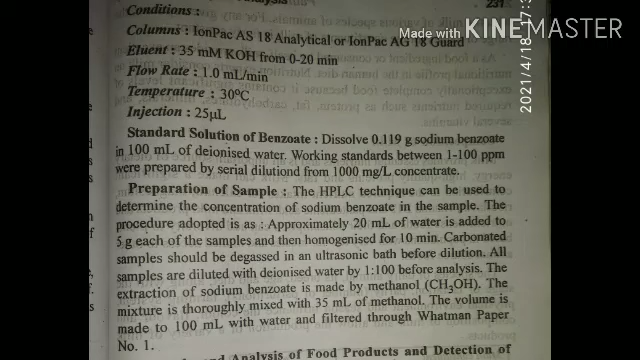 231
Conditions :
Made with KINEMASTER
Columns : IonPac AS 18 Analytical or IonPac AG 18 Guard
Eluent : 35 mM KOH from 0-20 min
Flow Rate : 1.0 mL/min
Temperature : 30ºC
Injection : 25µL
2021/4/18 17:3
Standard Solution of Benzoate : Dissolve 0.119 g sodium benzoate
in 100 mL of deionised water. Working standards between 1-100 ppm
were prepared by serial dilutiond from 1000 mg/L concentrate.
Preparation of Sample : The HPLC technique can be used to
determine the concentration of sodium benzoate in the sample. The
procedure adopted is as : Approximately 20 mL of water is added to
5 g each of the samples and then homogenised for 10 min. Carbonated
samples should be degassed in an ultrasonic bath before dilution. All
samples are diluted with deionised water by 1:100 before analysis. The
extraction of sodium benzoate is made by methanol (CH₃OH). The
mixture is thoroughly mixed with 35 mL of methanol. The volume is
made to 100 mL with water and filtered through Whatman Paper
No. 1.
and Analysis of Food Products and Detection of